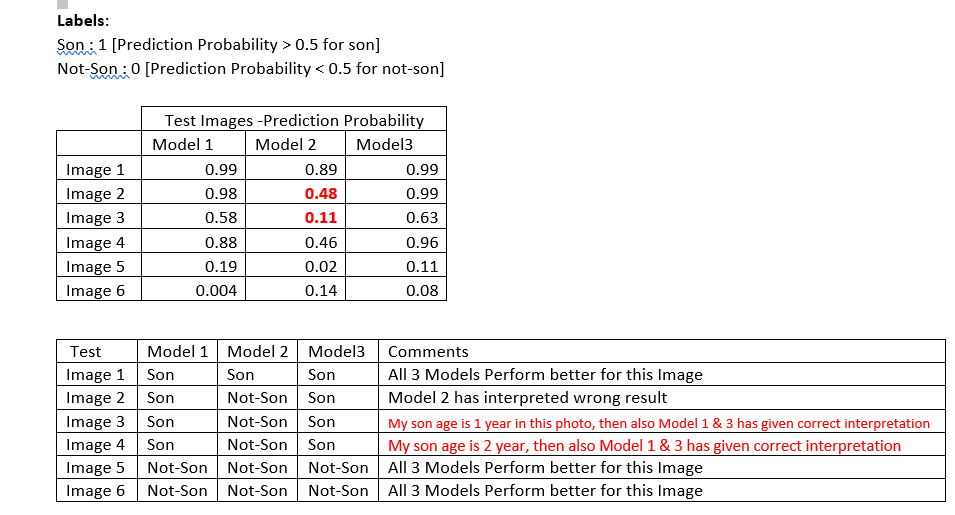 Labels:
Son : 1 [Prediction Probability > 0.5 for son]
Not-Son : 0 [Prediction Probability < 0.5 for not-son]
Test Images -Prediction Probability
Model 1 Model 2 Model3
Image 1 0.99 0.89 0.99
Image 2 0.98 0.48 0.99
Image 3 0.58 0.11 0.63
Image 4 0.88 0.46 0.96
Image 5 0.19 0.02 0.11
Image 6 0.004 0.14 0.08
Test Model 1 Model 2 Model3 Comments
Image 1 Son Son Son All 3 Models Perform better for this Image
Image 2 Son Not-Son Son Model 2 has interpreted wrong result
Image 3 Son Not-Son Son My son age is 1 year in this photo, then also Model 1 & 3 has given correct interpretation
Image 4 Son Not-Son Son My son age is 2 year, then also Model 1 & 3 has given correct interpretation
Image 5 Not-Son Not-Son Not-Son All 3 Models Perform better for this Image
Image 6 Not-Son Not-Son Not-Son All 3 Models Perform better for this Image